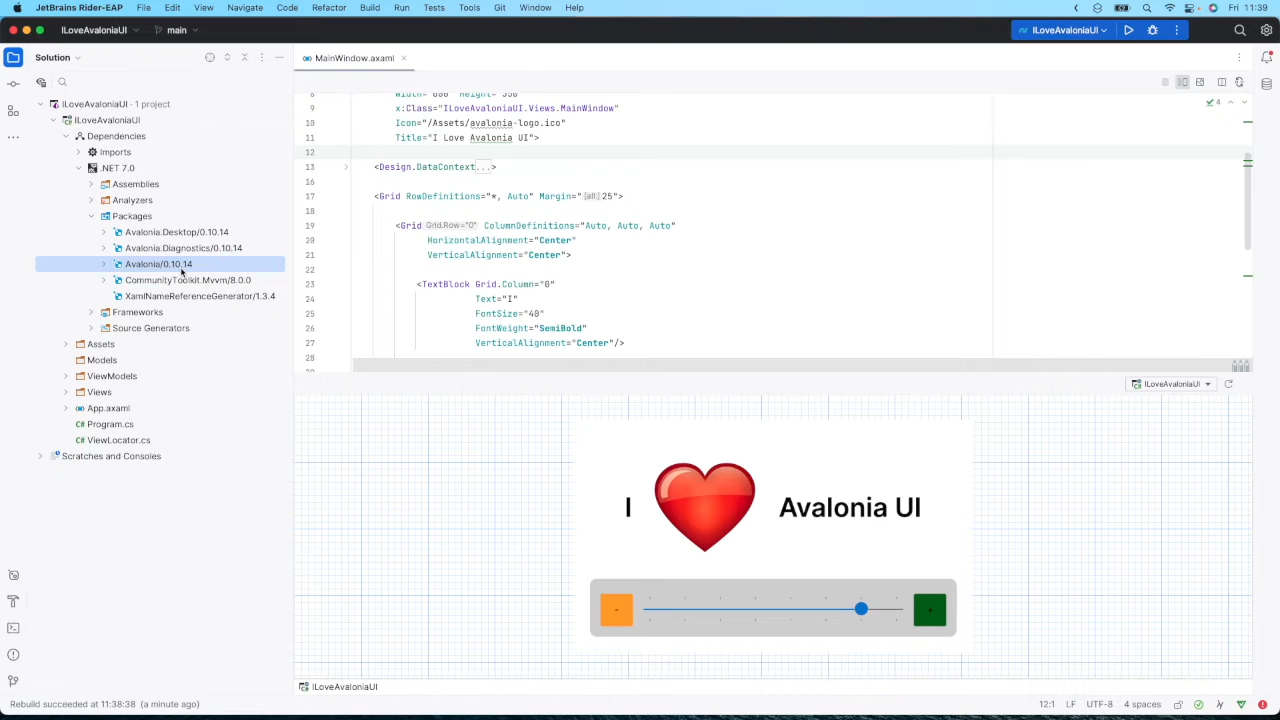 JetBrains Rider-EAP File Edit View Navigate Code Refactor Build Run Tests Tools Git Window Help Fri 11:39
ILoveAvaloniaUI main ILoveAvaloniaUI
Solution
MainWindow.axaml
ILoveAvaloniaUI · 1 project
ILoveAvaloniaUI
Dependencies
Imports
.NET 7.0
Assemblies
Analyzers
Packages
Avalonia.Desktop/0.10.14
Avalonia.Diagnostics/0.10.14
Avalonia/0.10.14
CommunityToolkit.Mvvm/8.0.0
XamlNameReferenceGenerator/1.3.4
Frameworks
Source Generators
Assets
Models
ViewModels
Views
App.axaml
C# Program.cs
C# ViewLocator.cs
Scratches and Consoles
9 x:Class="ILoveAvaloniaUI.Views.MainWindow"
4
10 Icon="/Assets/avalonia-logo.ico"
11 Title="I Love Avalonia UI">
12
13 <Design.DataContext...>
16
17 <Grid RowDefinitions="*, Auto" Margin="[all:]25">
18
19 <Grid Grid.Row="0" ColumnDefinitions="Auto, Auto, Auto"
20 HorizontalAlignment="Center"
21 VerticalAlignment="Center">
22
23 <TextBlock Grid.Column="0"
24 Text="I"
25 FontSize="40"
26 FontWeight="SemiBold"
27 VerticalAlignment="Center"/>
28
ILoveAvaloniaUI
I Avalonia UI
- +
ILoveAvaloniaUI
Rebuild succeeded at 11:38:38 (a minute ago) 12:1 LF UTF-8 4 spaces